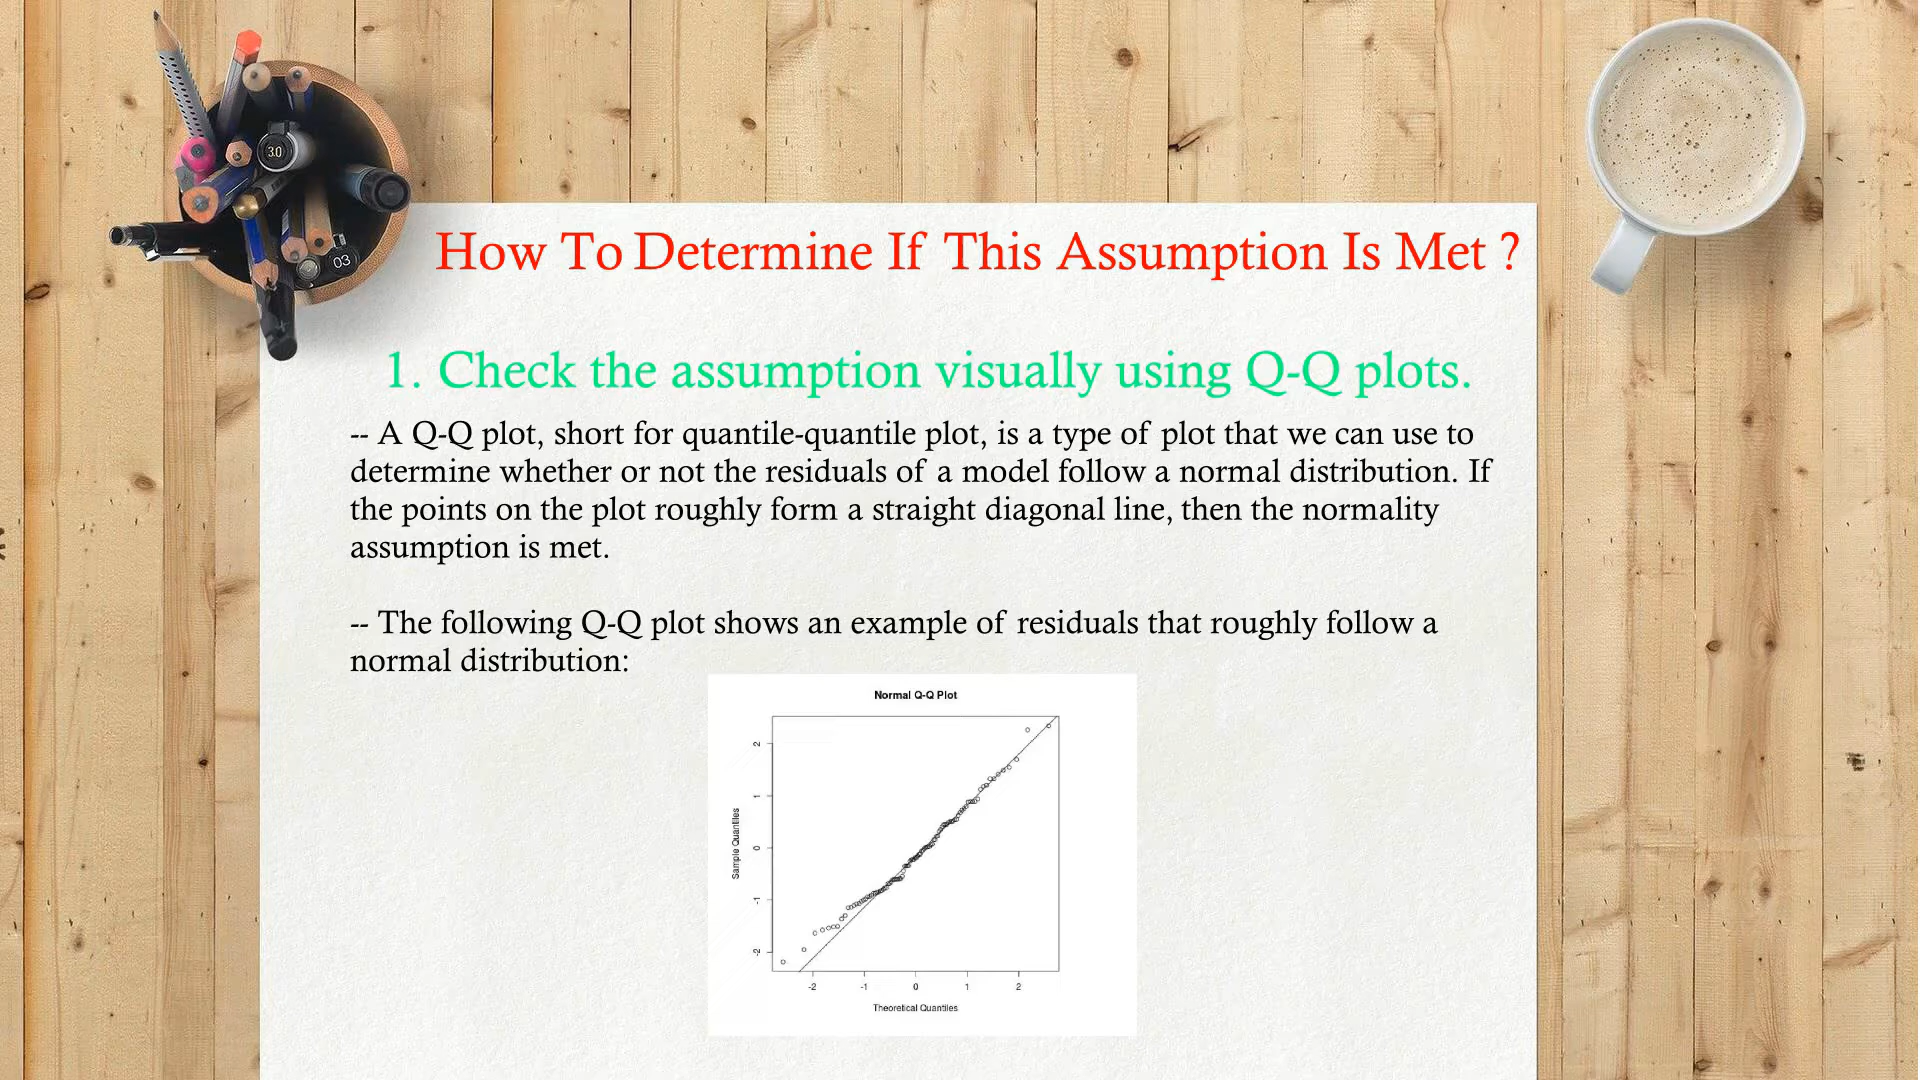 3.0
03
How To Determine If This Assumption Is Met ?
1. Check the assumption visually using Q-Q plots.
-- A Q-Q plot, short for quantile-quantile plot, is a type of plot that we can use to
determine whether or not the residuals of a model follow a normal distribution. If
the points on the plot roughly form a straight diagonal line, then the normality
assumption is met.
-- The following Q-Q plot shows an example of residuals that roughly follow a
normal distribution:
Normal Q-Q Plot
Sample Quantiles
2
1
0
-1
-2
-2 -1 0 1 2
Theoretical Quantiles